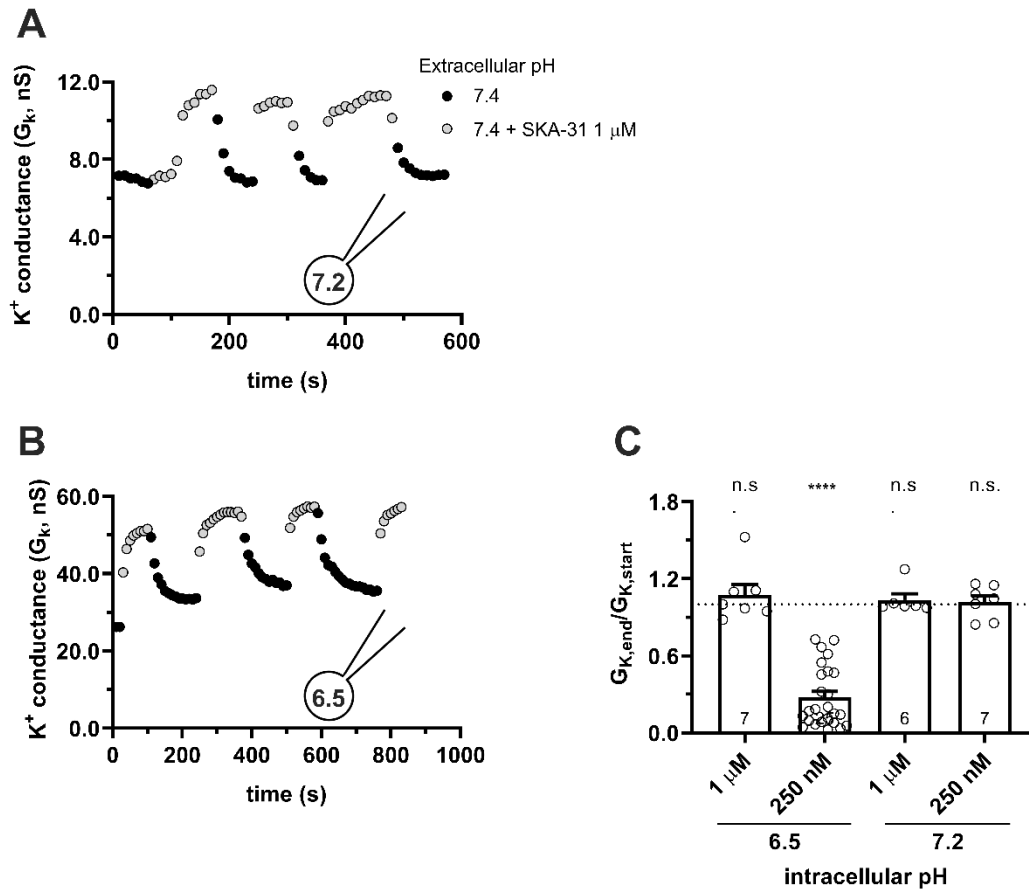 A
Extracellular pH
7.4
7.4 + SKA-31 1 μM
K+ conductance (Gk, nS)
12.0
8.0
4.0
0.0
7.2
0 200 400 600
time (s)
B
K+ conductance (Gk, nS)
60.0
40.0
20.0
0.0
6.5
0 200 400 600 800 1000
time (s)
C
n.s **** n.s n.s.
. .
GK,end/GK,start
1.8
1.2
0.6
0.0
7 6 7
1 μM 250 nM 1 μM 250 nM
6.5 7.2
intracellular pH